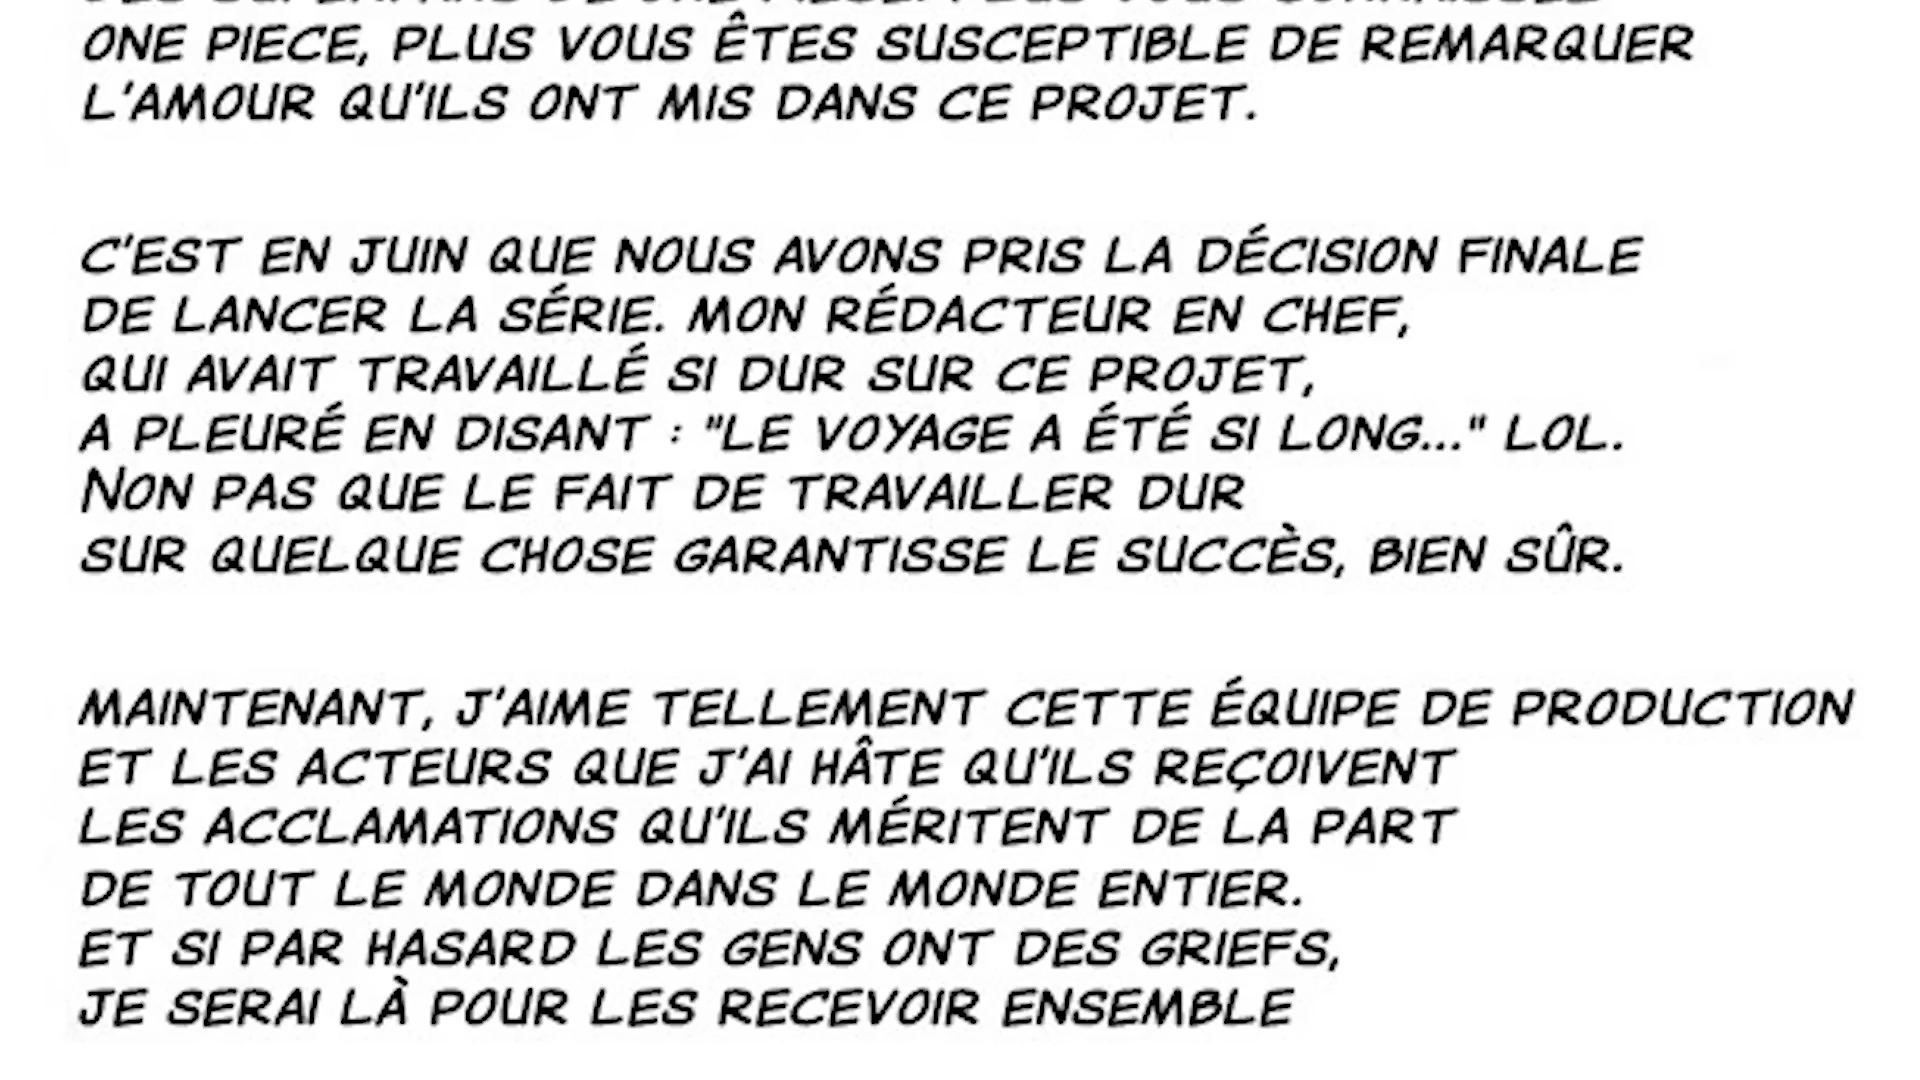 ONE PIECE, PLUS VOUS ÊTES SUSCEPTIBLE DE REMARQUER
L'AMOUR QU'ILS ONT MIS DANS CE PROJET.
C'EST EN JUIN QUE NOUS AVONS PRIS LA DÉCISION FINALE
DE LANCER LA SÉRIE. MON RÉDACTEUR EN CHEF,
QUI AVAIT TRAVAILLÉ SI DUR SUR CE PROJET,
A PLEURÉ EN DISANT : "LE VOYAGE A ÉTÉ SI LONG..." LOL.
NON PAS QUE LE FAIT DE TRAVAILLER DUR
SUR QUELQUE CHOSE GARANTISSE LE SUCCÈS, BIEN SÛR.
MAINTENANT, J'AIME TELLEMENT CETTE ÉQUIPE DE PRODUCTION
ET LES ACTEURS QUE J'AI HÂTE QU'ILS REÇOIVENT
LES ACCLAMATIONS QU'ILS MÉRITENT DE LA PART
DE TOUT LE MONDE DANS LE MONDE ENTIER.
ET SI PAR HASARD LES GENS ONT DES GRIEFS,
JE SERAI LÀ POUR LES RECEVOIR ENSEMBLE